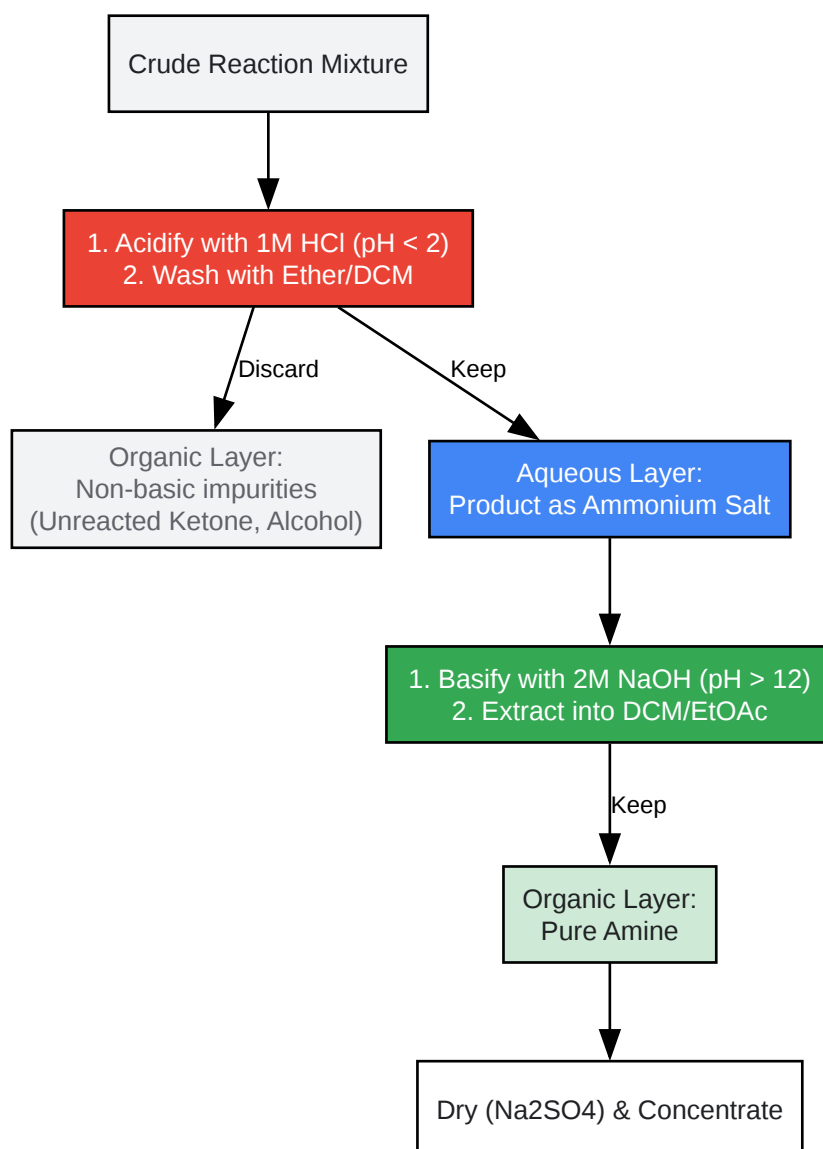 Crude Reaction Mixture
1. Acidify with 1M HCl (pH < 2)
2. Wash with Ether/DCM
Discard
Keep
Organic Layer:
Non-basic impurities
(Unreacted Ketone, Alcohol)
Aqueous Layer:
Product as Ammonium Salt
1. Basify with 2M NaOH (pH > 12)
2. Extract into DCM/EtOAc
Keep
Organic Layer:
Pure Amine
Dry (Na2SO4) & Concentrate